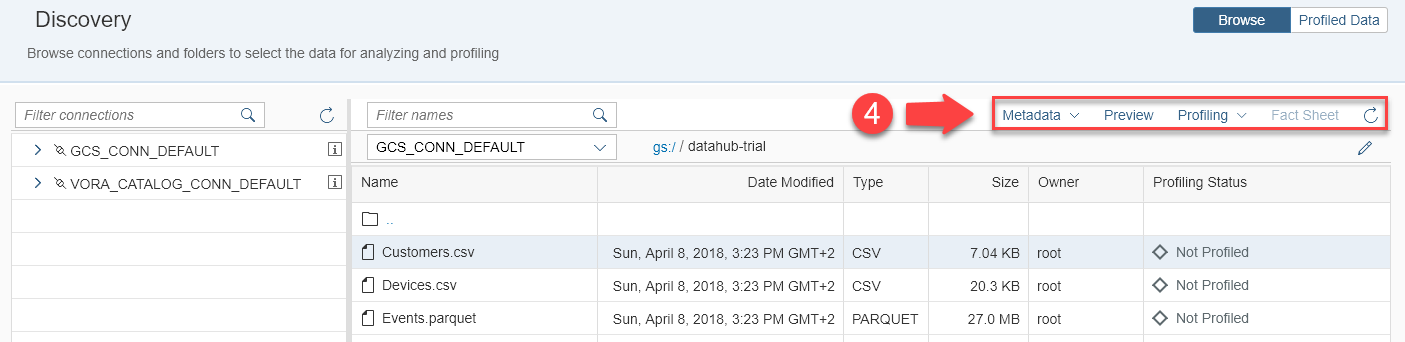 Discovery
Browse Profiled Data
Browse connections and folders to select the data for analyzing and profiling
Filter connections
Filter names
4
Metadata Preview Profiling Fact Sheet
GCS_CONN_DEFAULT
VORA_CATALOG_CONN_DEFAULT
GCS_CONN_DEFAULT gs:/ / datahub-trial
Name Date Modified Type Size Owner Profiling Status
..
Customers.csv Sun, April 8, 2018, 3:23 PM GMT+2 CSV 7.04 KB root Not Profiled
Devices.csv Sun, April 8, 2018, 3:23 PM GMT+2 CSV 20.3 KB root Not Profiled
Events.parquet Sun, April 8, 2018, 3:23 PM GMT+2 PARQUET 27.0 MB root Not Profiled